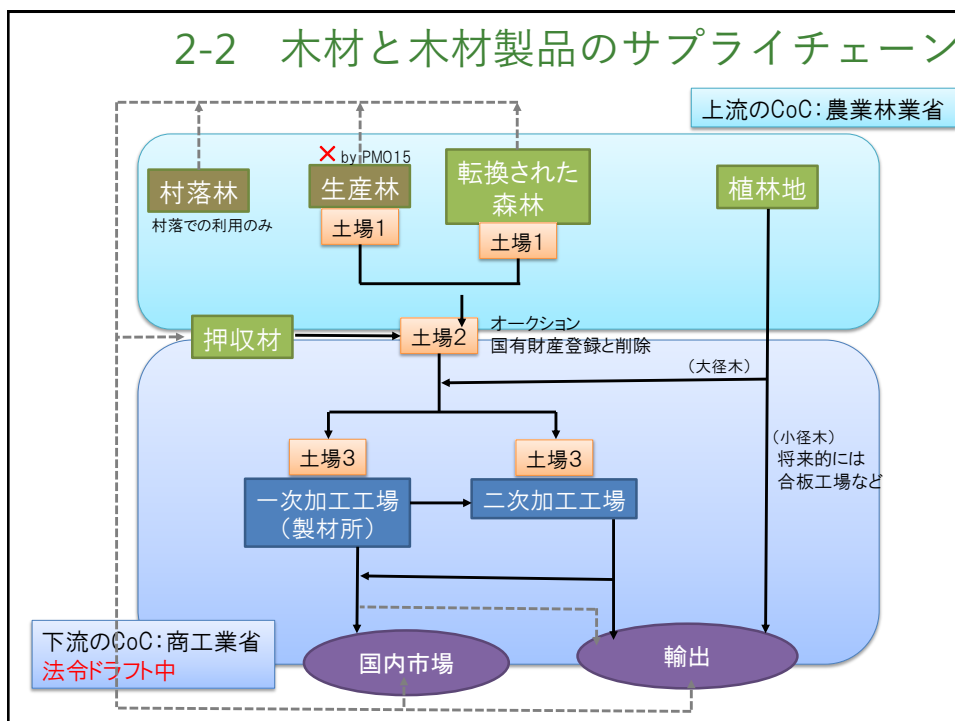 2-2 木材と木材製品のサプライチェーン
上流のCoC:農業林業省
× by PMO15
村落林
村落での利用のみ
生産林
土場1
転換された
森林
土場1
植林地
押収材
土場2
オークション
国有財産登録と削除
(大径木)
(小径木)
将来的には
合板工場など
土場3
土場3
一次加工工場
(製材所)
二次加工工場
下流のCoC:商工業省
法令ドラフト中
国内市場
輸出